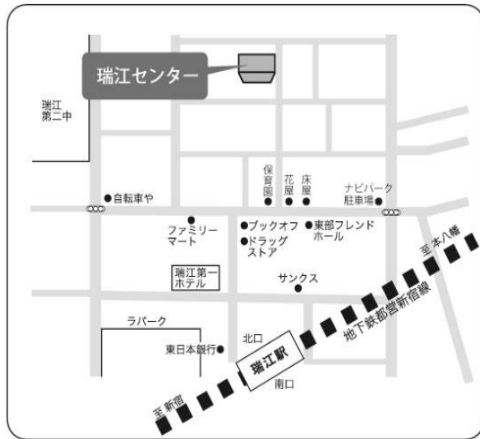 瑞江センター
瑞江
第二中
保育園
花屋
床屋
ナビパーク
駐車場
自転車や
ファミリー
マート
ブックオフ
ドラッグ
ストア
東部フレンド
ホール
瑞江第一
ホテル
サンクス
至本八幡
地下鉄都営新宿線
ラパーク
東日本銀行
北口
瑞江駅
南口
至新宿